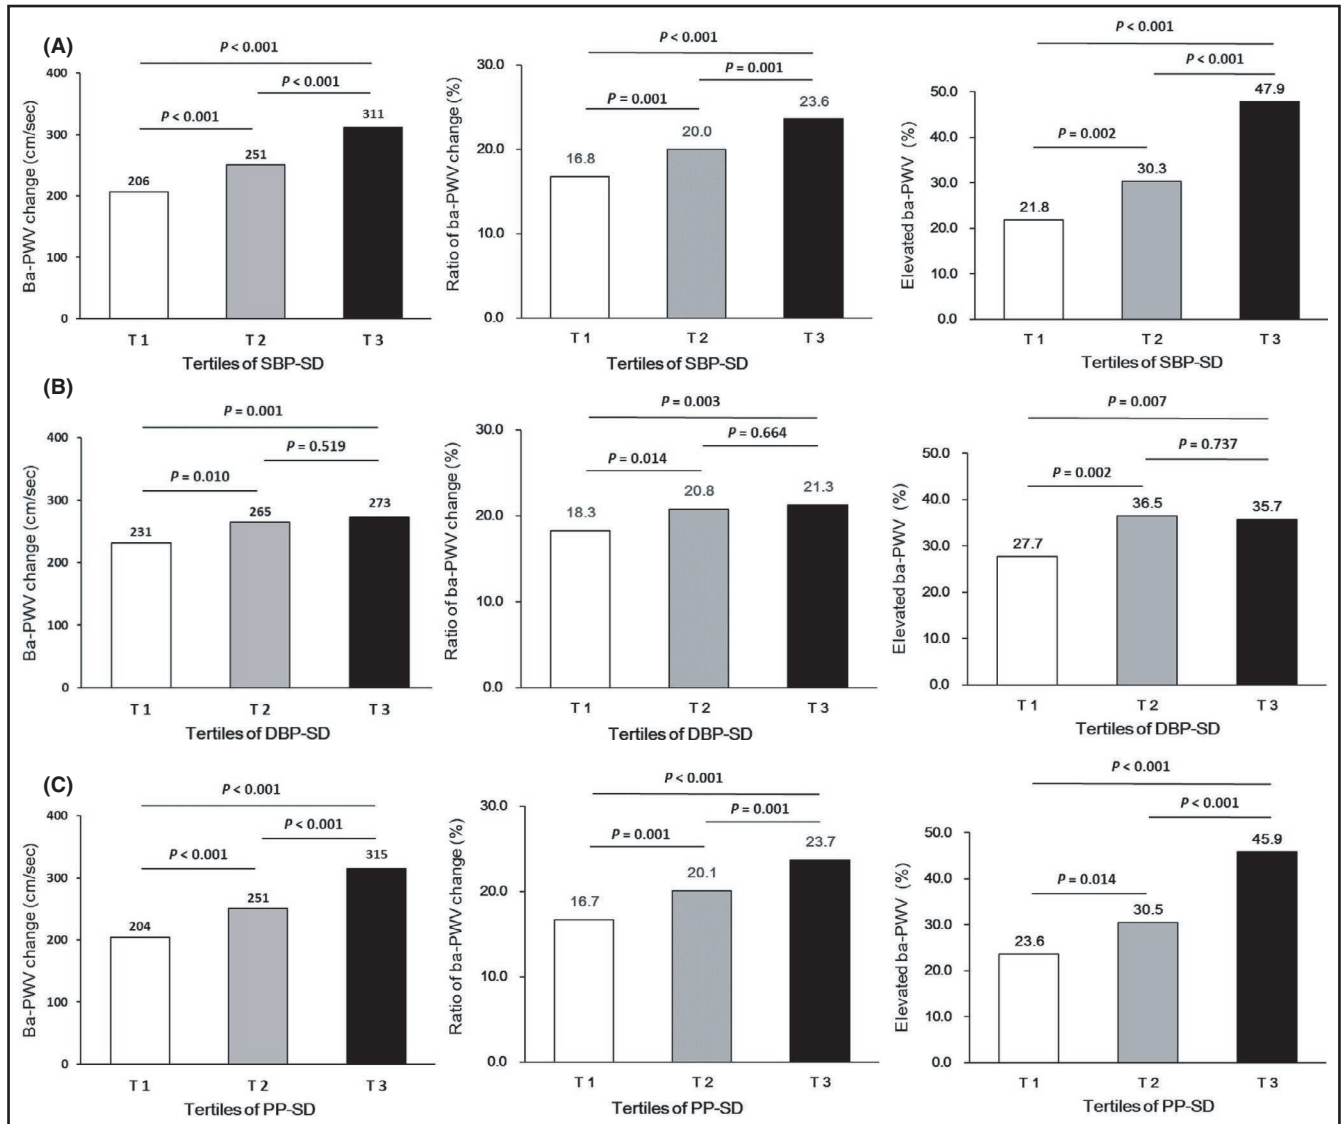 (A)
P < 0.001
P < 0.001
P < 0.001
400
300
200
100
0
206
251
311
T 1 T 2 T 3
Ba-PWV change (cm/sec)
Tertiles of SBP-SD
P < 0.001
P = 0.001
P = 0.001
30.0
20.0
10.0
0.0
16.8
20.0
23.6
T 1 T 2 T 3
Ratio of ba-PWV change (%)
Tertiles of SBP-SD
P < 0.001
P < 0.001
P = 0.002
50.0
40.0
30.0
20.0
10.0
0.0
21.8
30.3
47.9
T 1 T 2 T 3
Elevated ba-PWV (%)
Tertiles of SBP-SD
(B)
P = 0.001
P = 0.519
P = 0.010
400
300
200
100
0
231
265
273
T 1 T 2 T 3
Ba-PWV change (cm/sec)
Tertiles of DBP-SD
P = 0.003
P = 0.664
P = 0.014
30.0
20.0
10.0
0.0
18.3
20.8
21.3
T 1 T 2 T 3
Ratio of ba-PWV change (%)
Tertiles of DBP-SD
P = 0.007
P = 0.737
P = 0.002
50.0
40.0
30.0
20.0
10.0
0.0
27.7
36.5
35.7
T 1 T 2 T 3
Elevated ba-PWV (%)
Tertiles of DBP-SD
(C)
P < 0.001
P < 0.001
P < 0.001
400
300
200
100
0
204
251
315
T 1 T 2 T 3
Ba-PWV change (cm/sec)
Tertiles of PP-SD
P < 0.001
P = 0.001
P = 0.001
30.0
20.0
10.0
0.0
16.7
20.1
23.7
T 1 T 2 T 3
Ratio of ba-PWV change (%)
Tertiles of PP-SD
P < 0.001
P < 0.001
P = 0.014
50.0
40.0
30.0
20.0
10.0
0.0
23.6
30.5
45.9
T 1 T 2 T 3
Elevated ba-PWV (%)
Tertiles of PP-SD